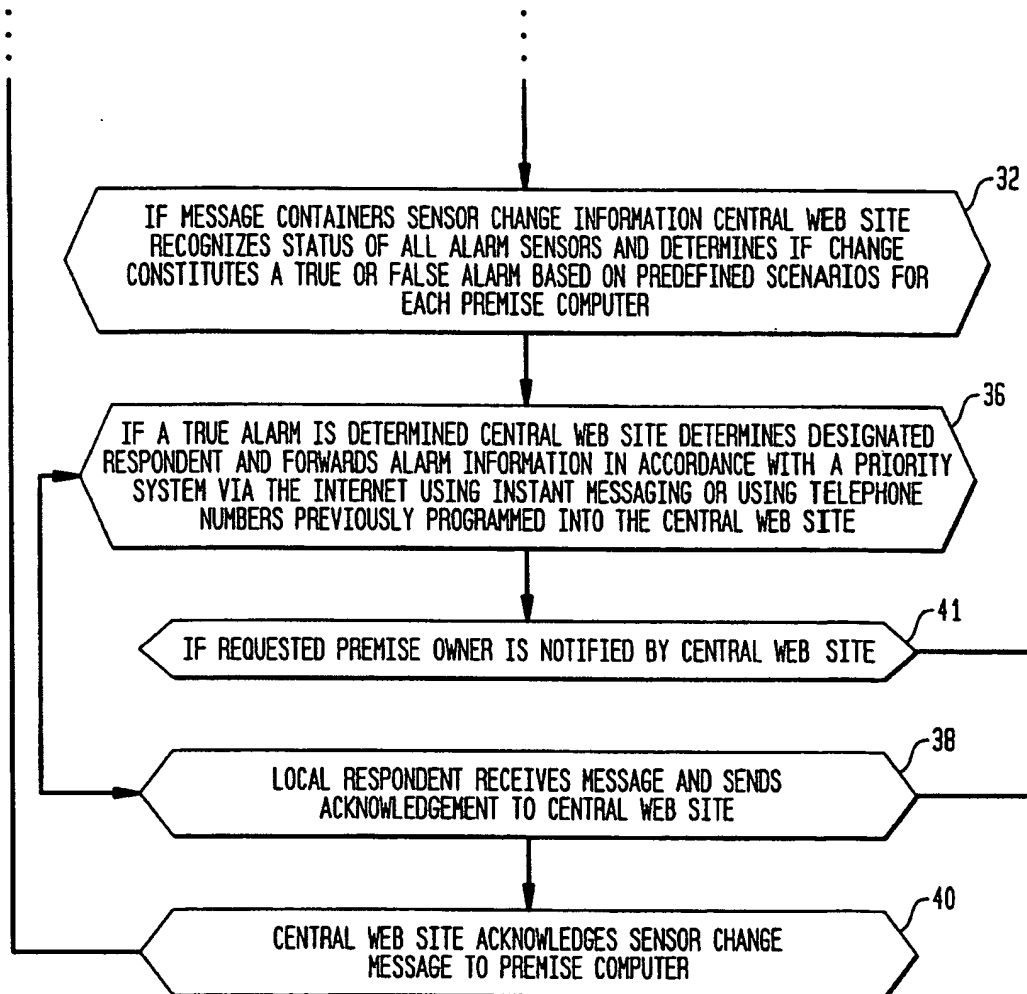 32
IF MESSAGE CONTAINERS SENSOR CHANGE INFORMATION CENTRAL WEB SITE
RECOGNIZES STATUS OF ALL ALARM SENSORS AND DETERMINES IF CHANGE
CONSTITUTES A TRUE OR FALSE ALARM BASED ON PREDEFINED SCENARIOS FOR
EACH PREMISE COMPUTER
36
IF A TRUE ALARM IS DETERMINED CENTRAL WEB SITE DETERMINES DESIGNATED
RESPONDENT AND FORWARDS ALARM INFORMATION IN ACCORDANCE WITH A PRIORITY
SYSTEM VIA THE INTERNET USING INSTANT MESSAGING OR USING TELEPHONE
NUMBERS PREVIOUSLY PROGRAMMED INTO THE CENTRAL WEB SITE
41
IF REQUESTED PREMISE OWNER IS NOTIFIED BY CENTRAL WEB SITE
38
LOCAL RESPONDENT RECEIVES MESSAGE AND SENDS
ACKNOWLEDGEMENT TO CENTRAL WEB SITE
40
CENTRAL WEB SITE ACKNOWLEDGES SENSOR CHANGE
MESSAGE TO PREMISE COMPUTER